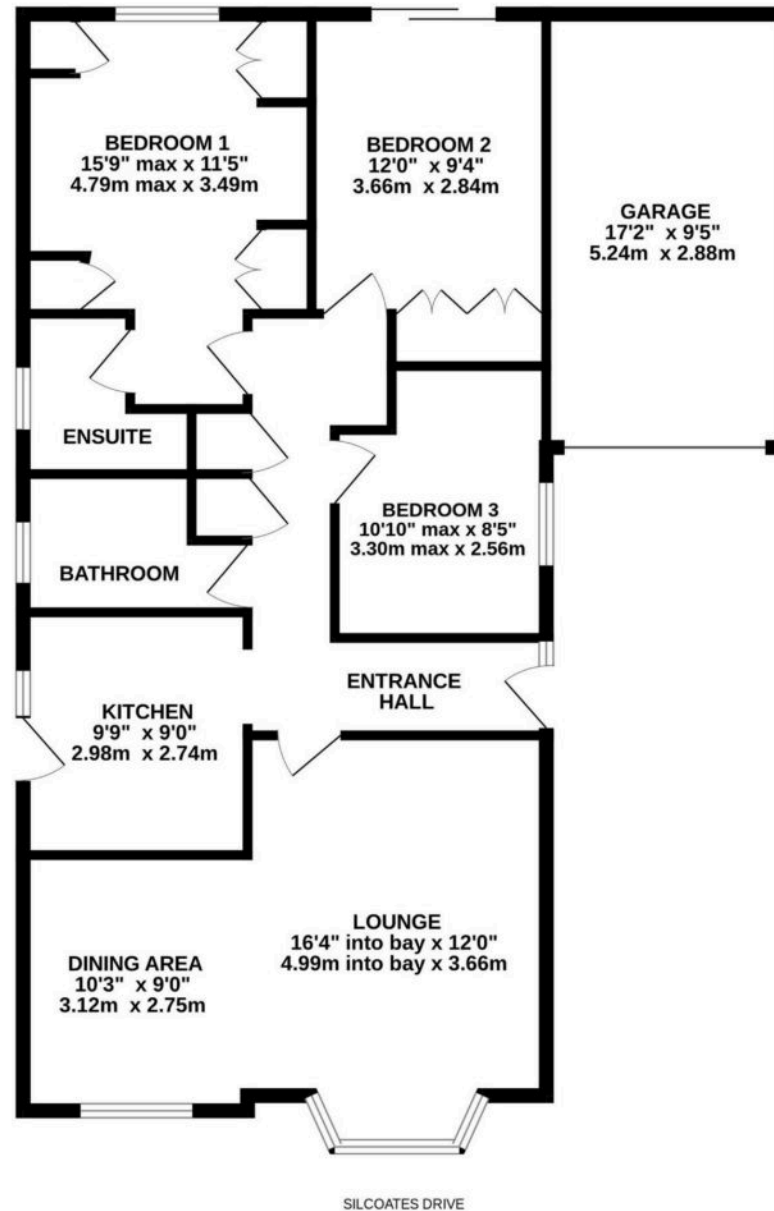 BEDROOM 1
15'9" max x 11'5"
4.79m max x 3.49m
BEDROOM 2
12'0" x 9'4"
3.66m x 2.84m
GARAGE
17'2" x 9'5"
5.24m x 2.88m
ENSUITE
BEDROOM 3
10'10" max x 8'5"
3.30m max x 2.56m
BATHROOM
ENTRANCE
HALL
KITCHEN
9'9" x 9'0"
2.98m x 2.74m
LOUNGE
16'4" into bay x 12'0"
4.99m into bay x 3.66m
DINING AREA
10'3" x 9'0"
3.12m x 2.75m
SILCOATES DRIVE